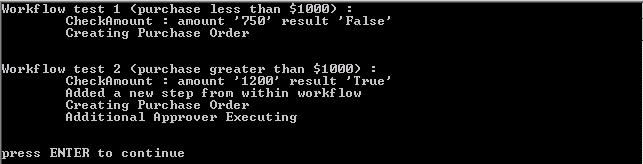 Workflow test 1 (purchase less than $1000) :
CheckAmount : amount '750' result 'False'
Creating Purchase Order
Workflow test 2 (purchase greater than $1000) :
CheckAmount : amount '1200' result 'True'
Added a new step from within workflow
Creating Purchase Order
Additional Approver Executing
press ENTER to continue